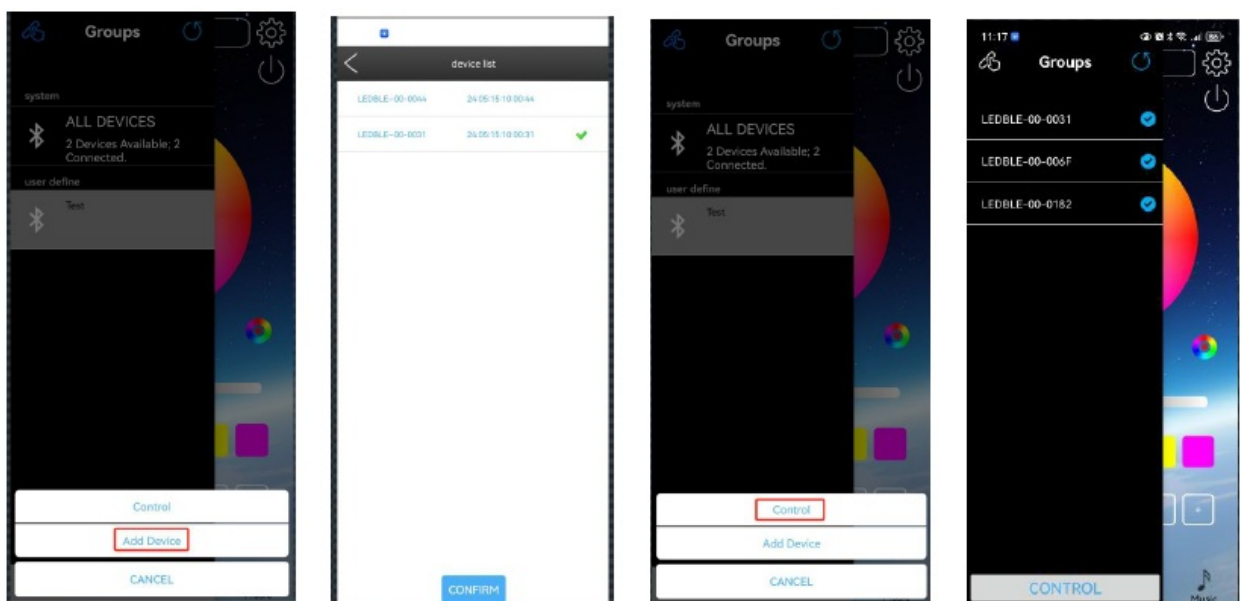 Groups
system
ALL DEVICES
2 Devices Available; 2
Connected.
user define
Test
Control
Add Device
CANCEL
device list
LEDBLE-00-0044 24:05:15:10:00:44
LEDBLE-00-0031 24:05:15:10:00:31
CONFIRM
Groups
system
ALL DEVICES
2 Devices Available; 2
Connected.
user define
Test
Control
Add Device
CANCEL
11:17
Groups
LEDBLE-00-0031
LEDBLE-00-006F
LEDBLE-00-0182
CONTROL
Music